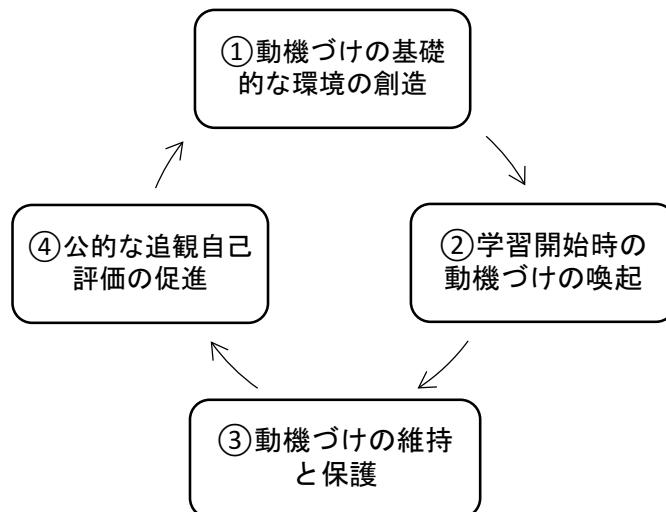 ①動機づけの基礎
的な環境の創造
②学習開始時の
動機づけの喚起
③動機づけの維持
と保護
④公的な追観自己
評価の促進